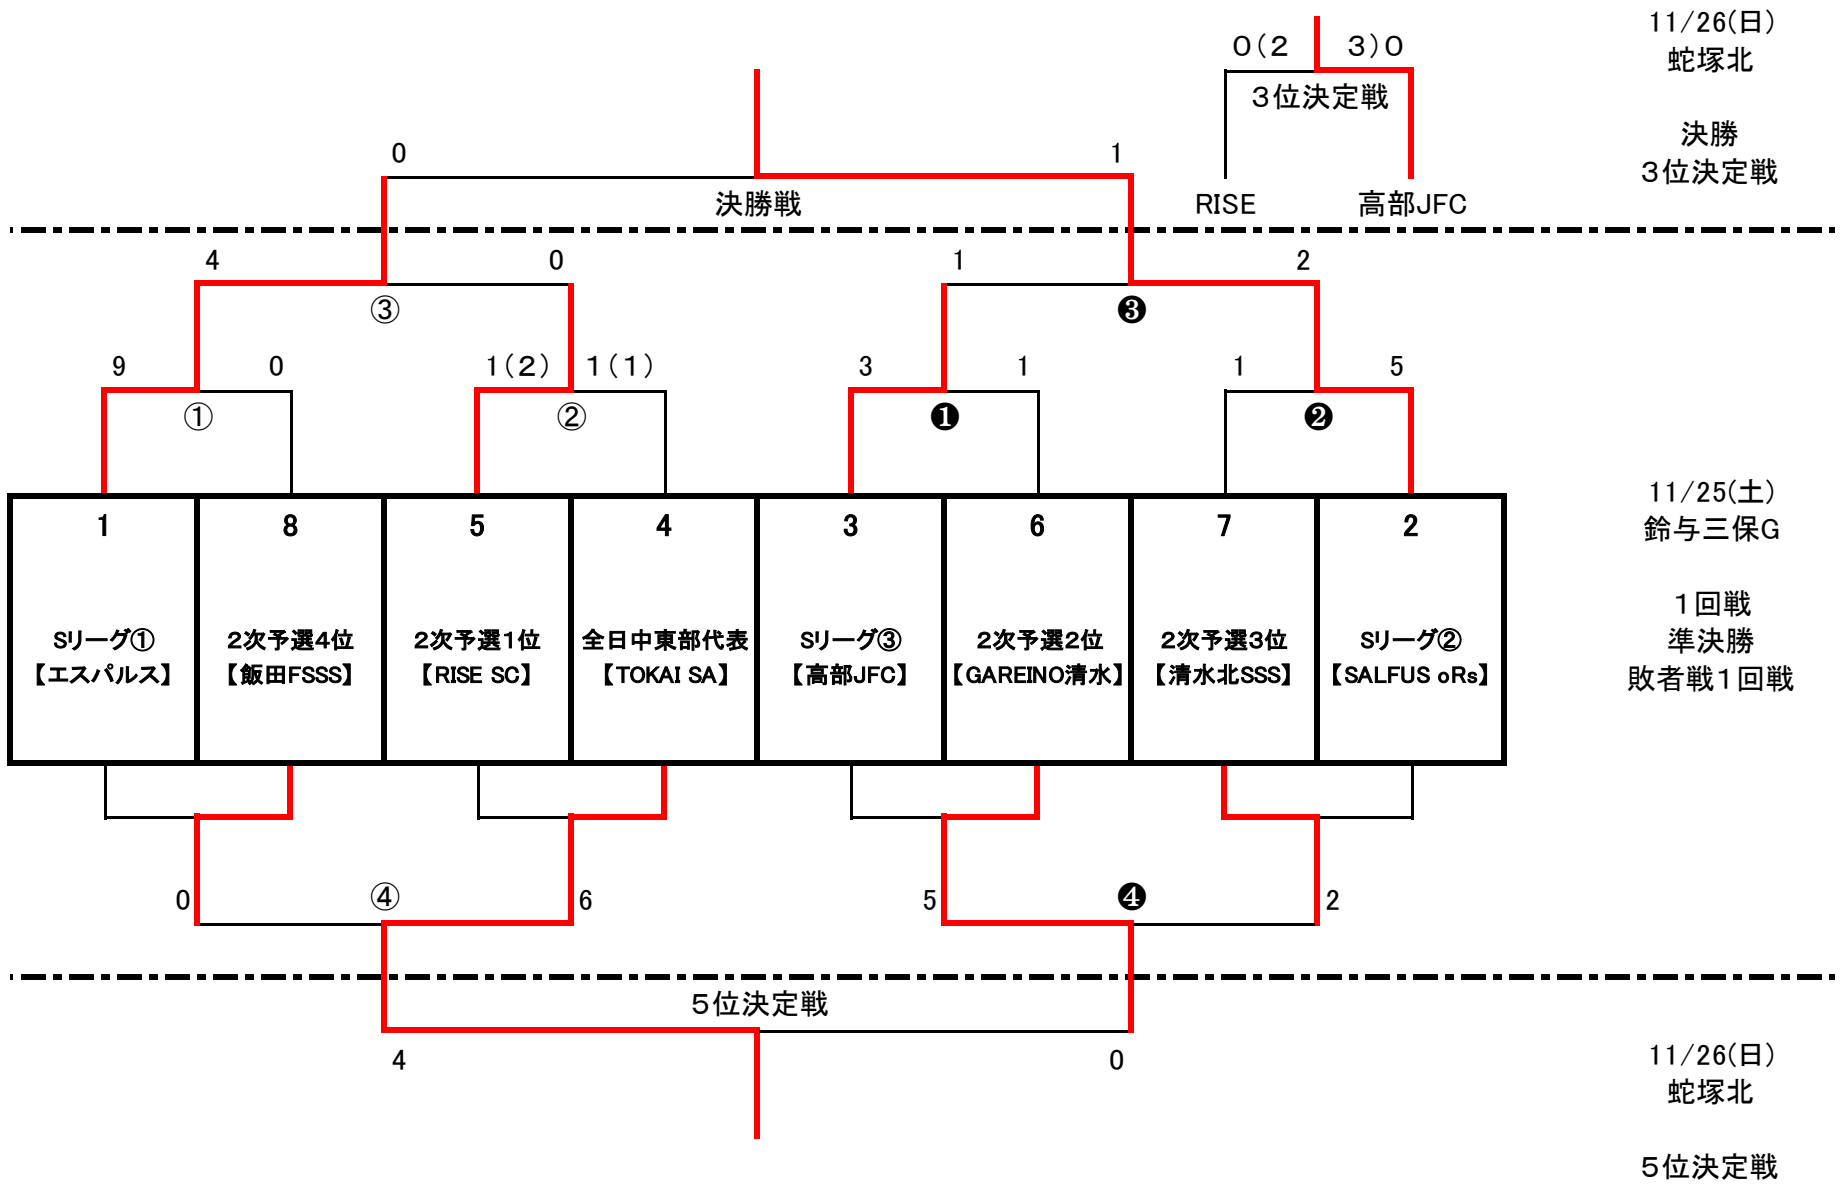 11/26(日)
蛇塚北
決勝
3位決定戦
0(2 3)0
3位決定戦
RISE 高部JFC
0 1
決勝戦
4 0 1 2
③ ❸
9 0 1(2) 1(1) 3 1 1 5
① ② ❶ ❷
1 8 5 4 3 6 7 2
Sリーグ① 2次予選4位 2次予選1位 全日中東部代表 Sリーグ③ 2次予選2位 2次予選3位 Sリーグ②
【エスパルス】 【飯田FSSS】 【RISE SC】 【TOKAI SA】 【高部JFC】 【GAREINO清水】 【清水北SSS】 【SALFUS oRs】
11/25(土)
鈴与三保G
1回戦
準決勝
敗者戦1回戦
0 ④ 6 5 ❹ 2
5位決定戦
4 0
11/26(日)
蛇塚北
5位決定戦